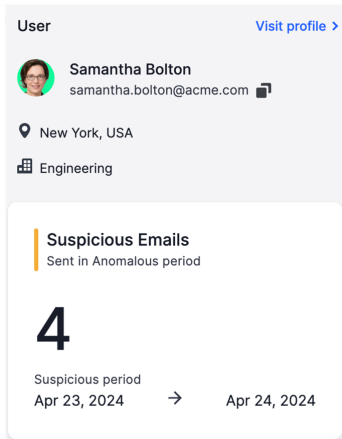 User
Visit profile >
Samantha Bolton
samantha.bolton@acme.com
New York, USA
Engineering
Suspicious Emails
Sent in Anomalous period
4
Suspicious period
Apr 23, 2024 → Apr 24, 2024